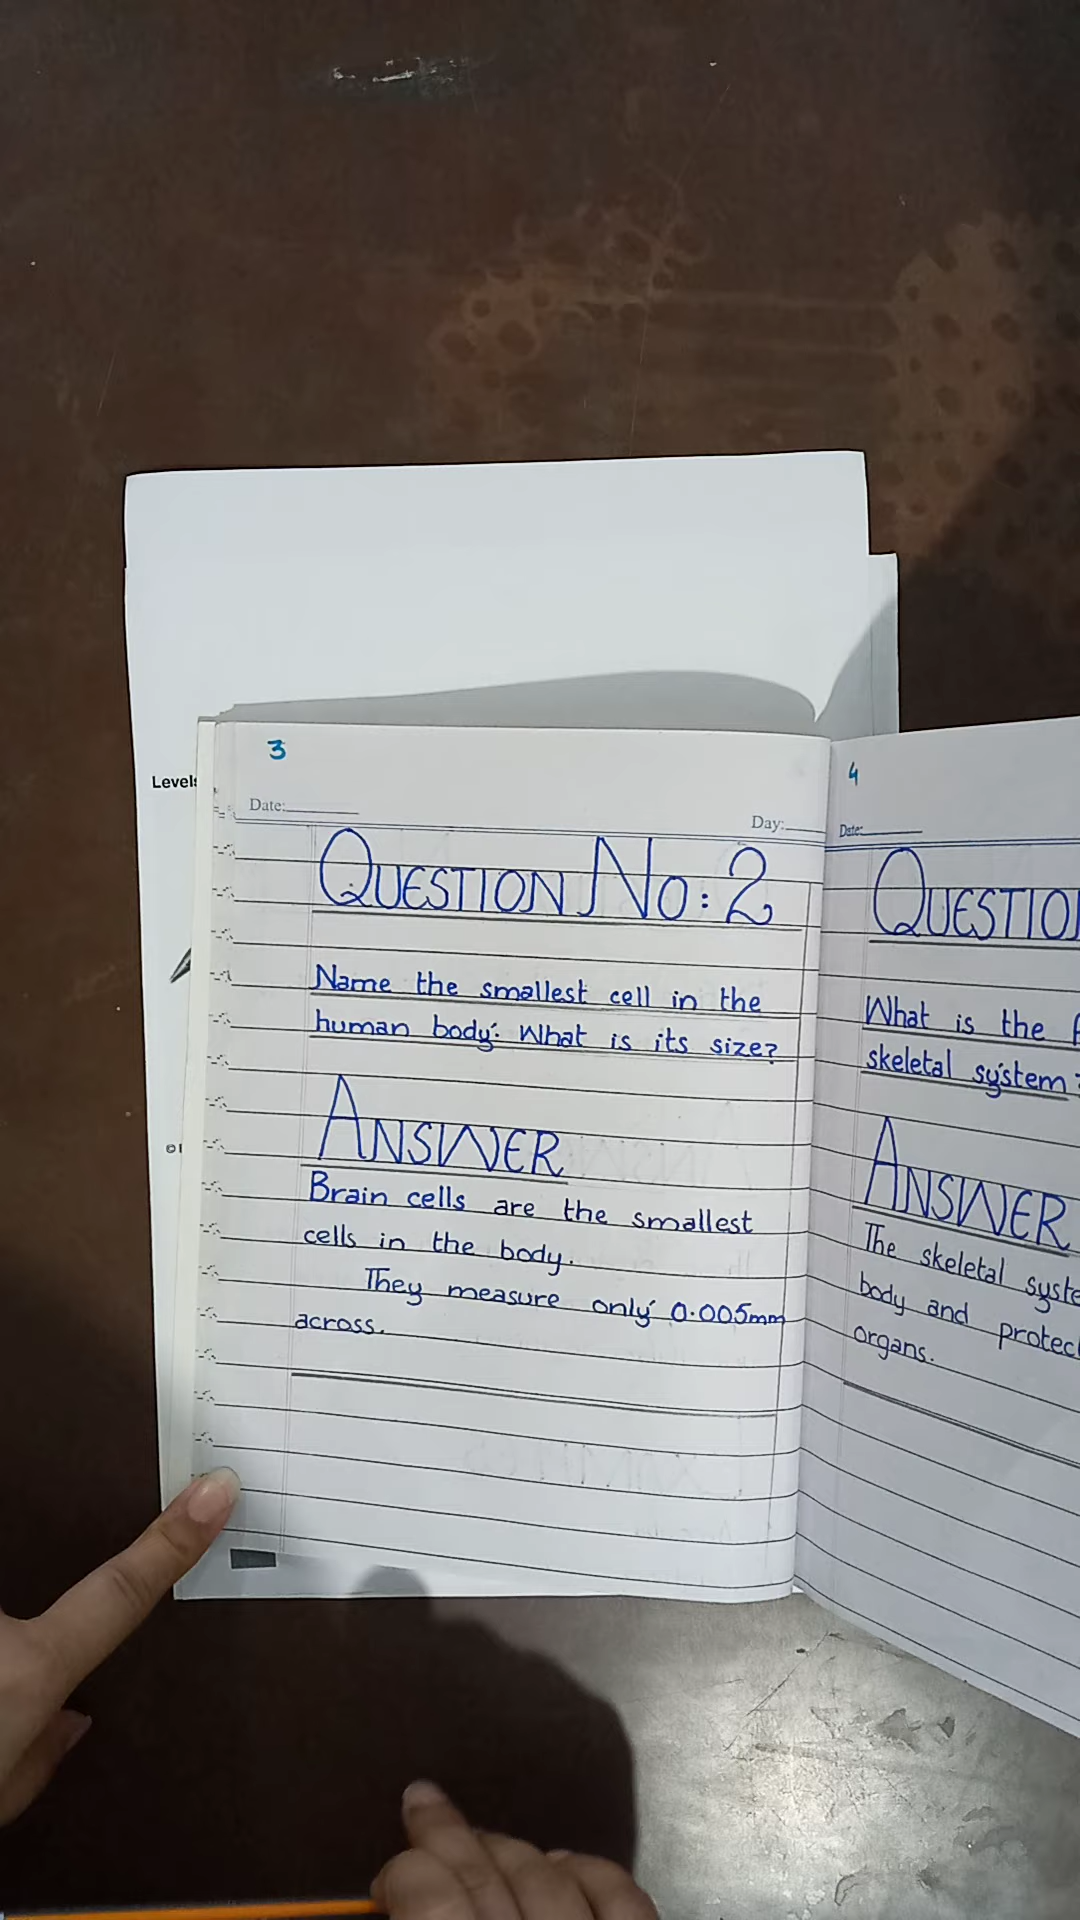 Levels
3
Date:
Day:
QUESTION NO: 2
Name the smallest cell in the
human body. What is its size?
ANSWER
Brain cells are the smallest
cells in the body.
They measure only 0.005mm
across.
4
Date:
QUESTIO
What is the
skeletal system?
ANSWER
The skeletal syste
body and protec
organs.